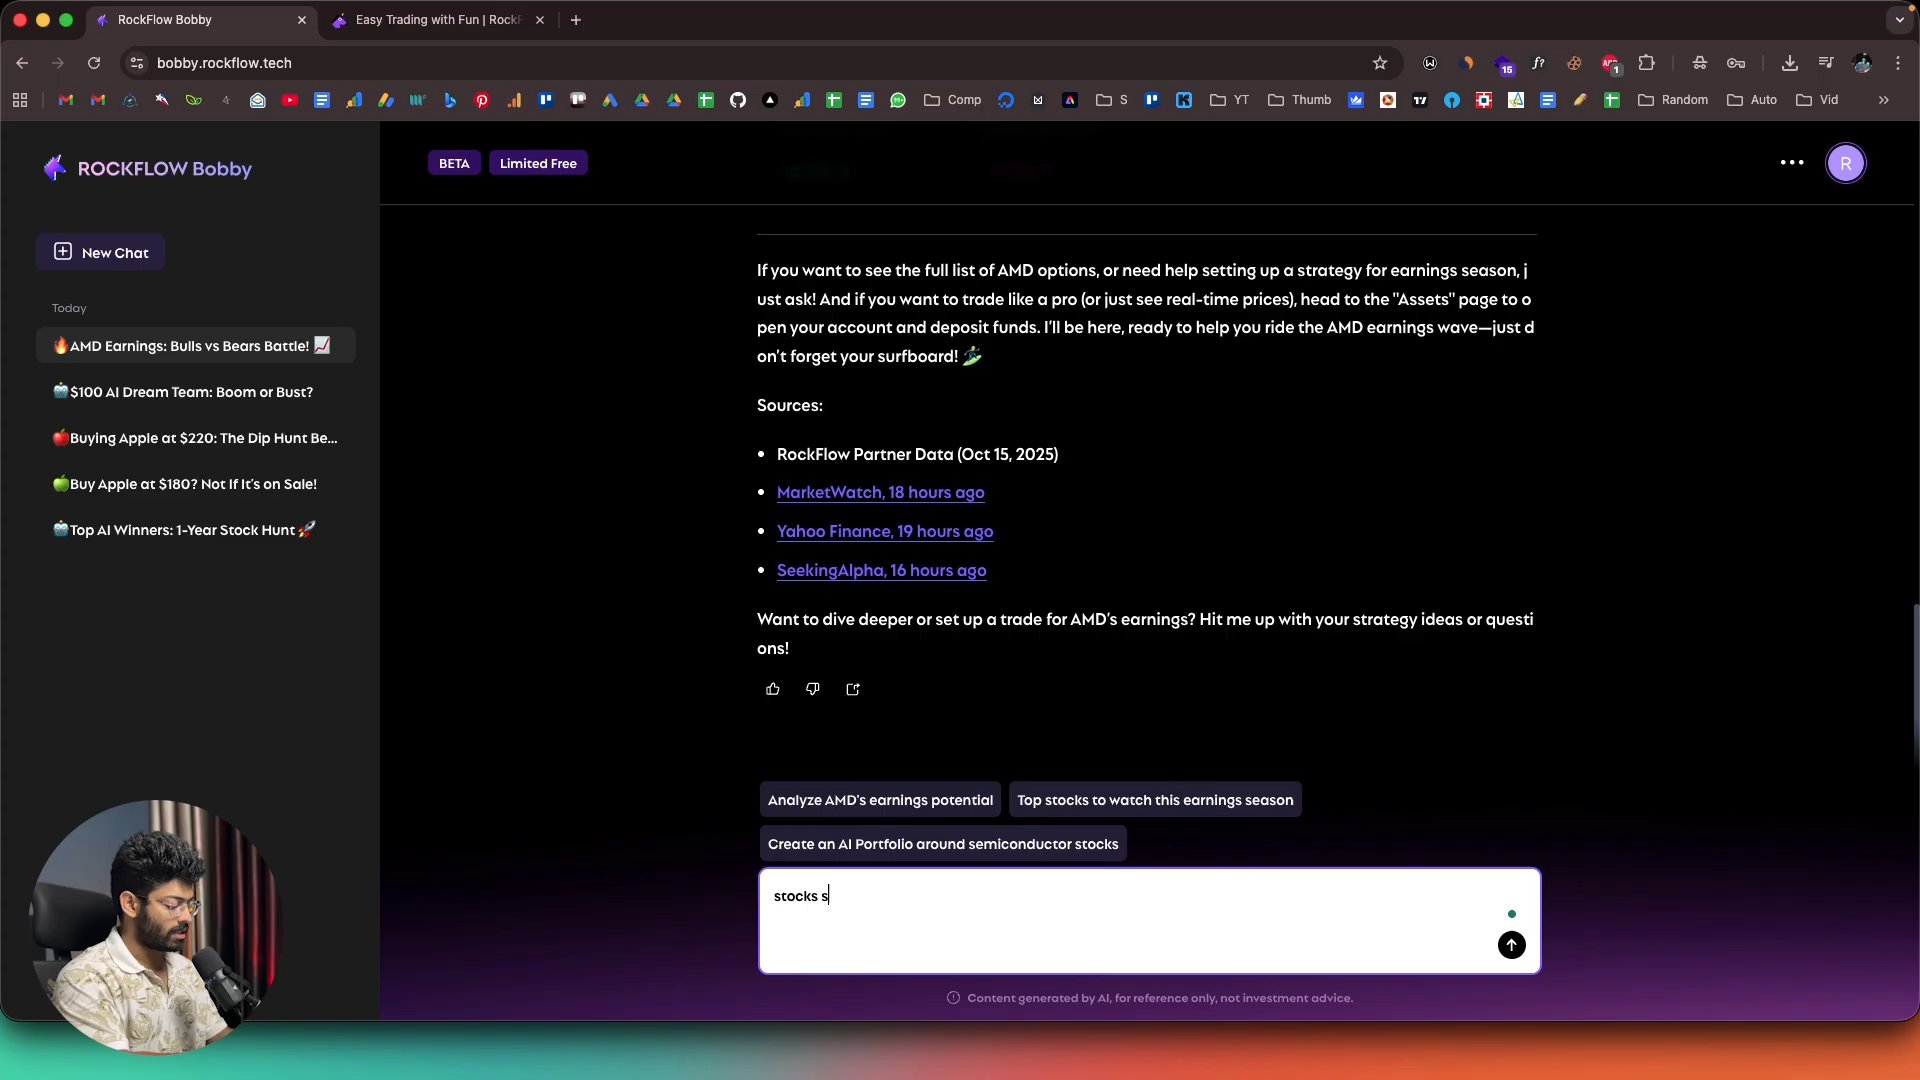 RockFlow Bobby
Easy Trading with Fun | RockF
bobby.rockflow.tech
15
f?
1
Comp
S
YT
Thumb
Random
Auto
Vid
ROCKFLOW Bobby
BETA
Limited Free
R
New Chat
Today
🔥AMD Earnings: Bulls vs Bears Battle! 📈
🤖$100 AI Dream Team: Boom or Bust?
🍎Buying Apple at $220: The Dip Hunt Be...
🍏Buy Apple at $180? Not If It's on Sale!
🤖Top AI Winners: 1-Year Stock Hunt 🚀
If you want to see the full list of AMD options, or need help setting up a strategy for earnings season, j
ust ask! And if you want to trade like a pro (or just see real-time prices), head to the "Assets" page to o
pen your account and deposit funds. I'll be here, ready to help you ride the AMD earnings wave—just d
on't forget your surfboard! 🏄
Sources:
• RockFlow Partner Data (Oct 15, 2025)
• MarketWatch, 18 hours ago
• Yahoo Finance, 19 hours ago
• SeekingAlpha, 16 hours ago
Want to dive deeper or set up a trade for AMD's earnings? Hit me up with your strategy ideas or questi
ons!
Analyze AMD's earnings potential
Top stocks to watch this earnings season
Create an AI Portfolio around semiconductor stocks
stocks s
Content generated by AI, for reference only, not investment advice.